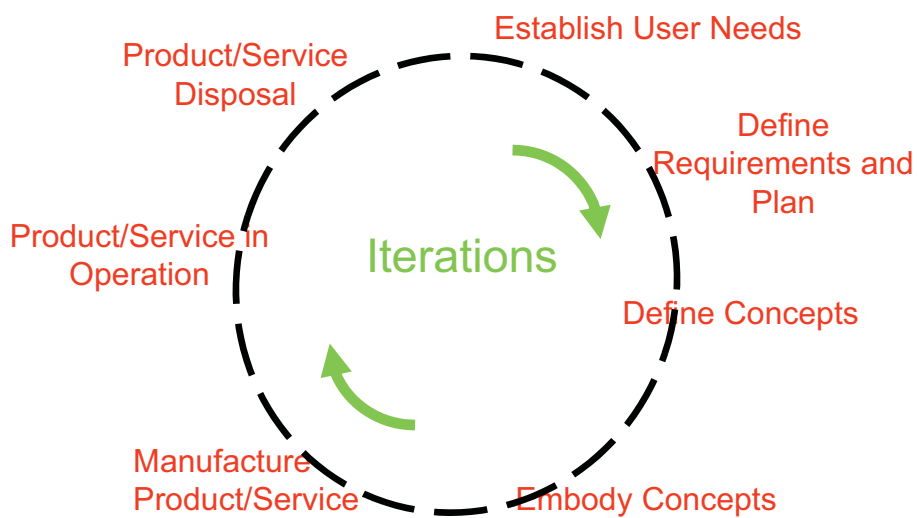 Establish User Needs
Product/Service
Disposal
Define
Requirements and
Plan
Product/Service in
Operation
Iterations
Define Concepts
Manufacture
Product/Service
Embody Concepts